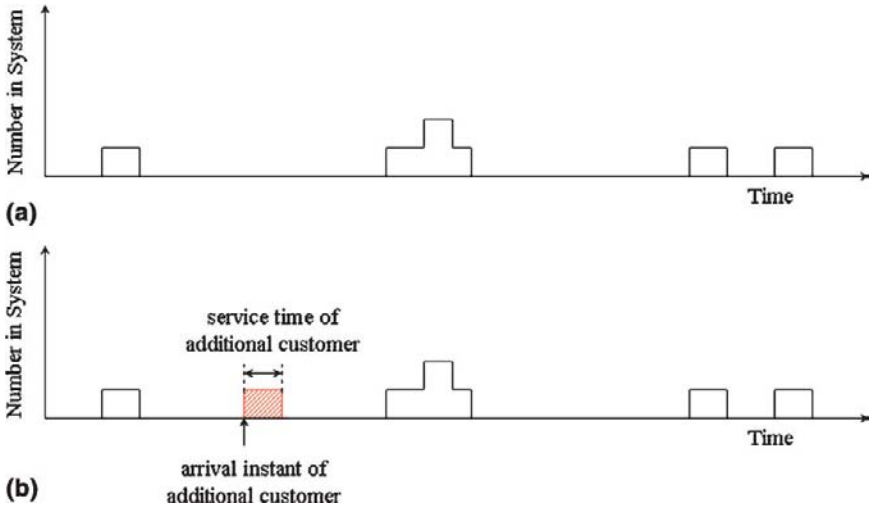 Number in System
Time
(a)
Number in System
service time of
additional customer
Time
arrival instant of
additional customer
(b)